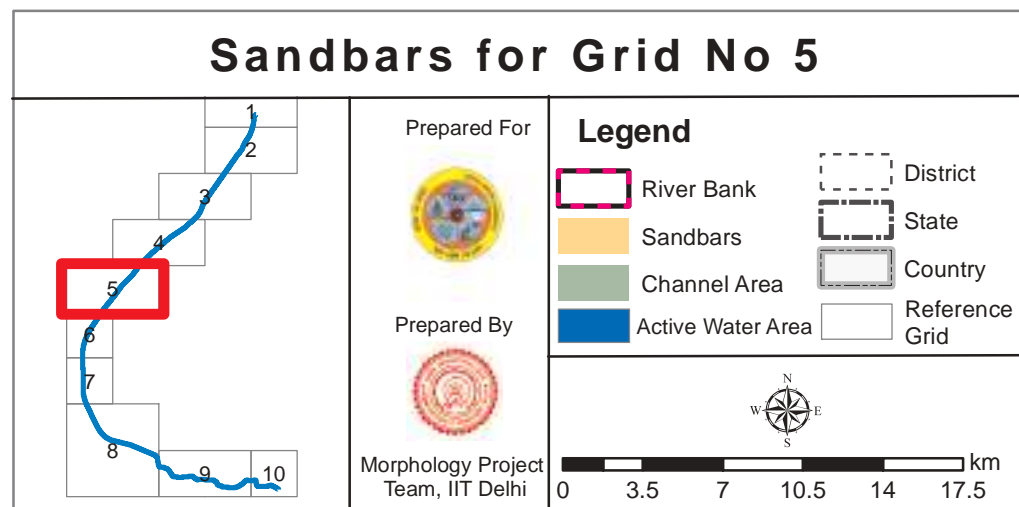 Sandbars for Grid No 5
1
2
3
4
5
6
7
8
9
10
Prepared For
Prepared By
Morphology Project
Team, IIT Delhi
Legend
River Bank
Sandbars
Channel Area
Active Water Area
District
State
Country
Reference
Grid
N
W E
S
km
0 3.5 7 10.5 14 17.5